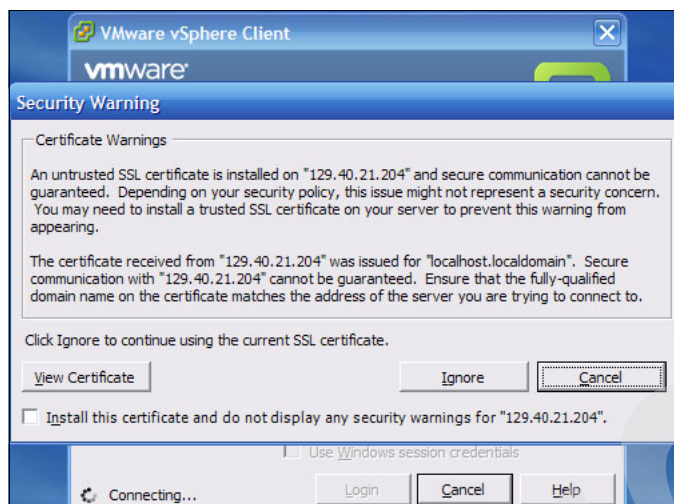 VMware vSphere Client
vmware
Security Warning
Certificate Warnings
An untrusted SSL certificate is installed on "129.40.21.204" and secure communication cannot be
guaranteed. Depending on your security policy, this issue might not represent a security concern.
You may need to install a trusted SSL certificate on your server to prevent this warning from
appearing.
The certificate received from "129.40.21.204" was issued for "localhost.localdomain". Secure
communication with "129.40.21.204" cannot be guaranteed. Ensure that the fully-qualified
domain name on the certificate matches the address of the server you are trying to connect to.
Click Ignore to continue using the current SSL certificate.
View Certificate Ignore Cancel
Install this certificate and do not display any security warnings for "129.40.21.204".
Use Windows session credentials
Connecting... Login Cancel Help